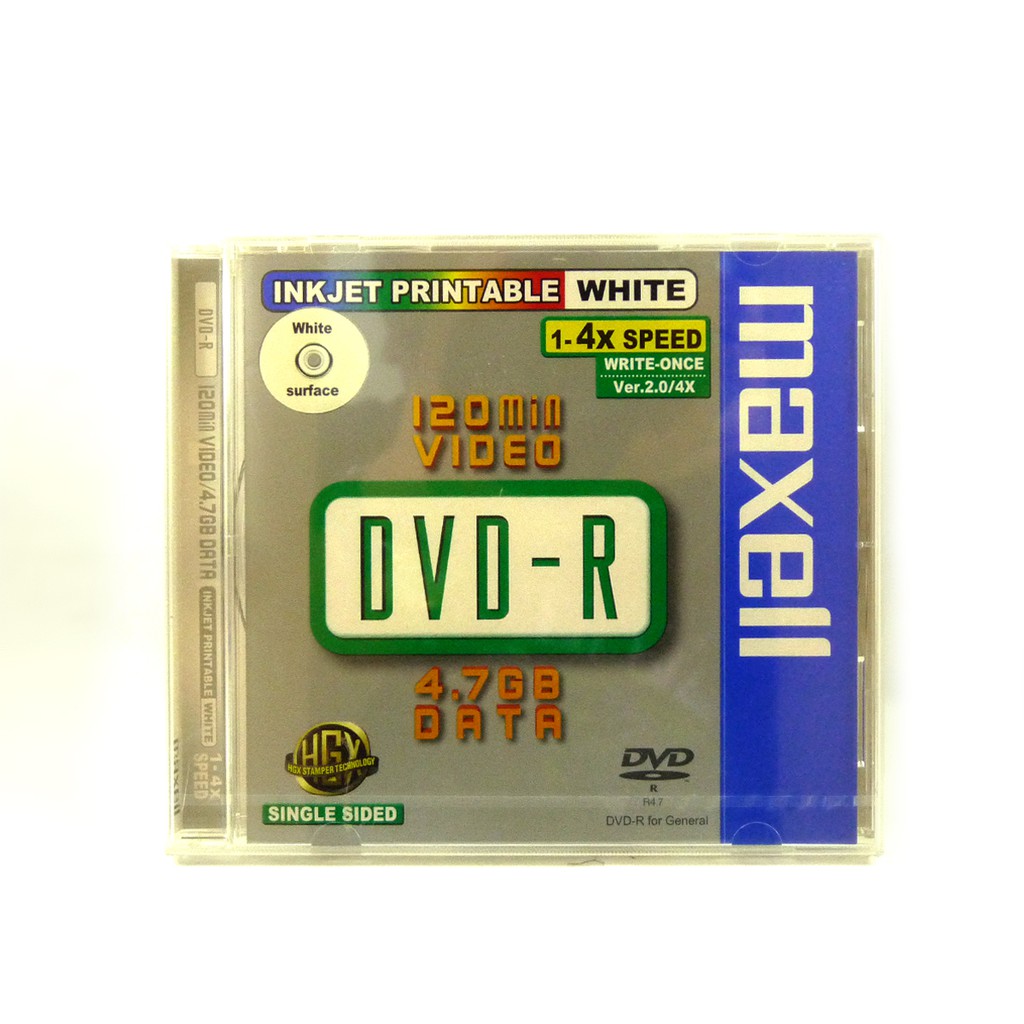 INKJET PRINTABLE WHITE
White
surface
1-4x SPEED
WRITE-ONCE
Ver.2.0/4X
120min
VIDEO
DVD-R
4.7GB
DATA
HGX
HGX STAMPER TECHNOLOGY
SINGLE SIDED
DVD
R
R4.7
DVD-R for General
maxell
DVD-R
120min VIDEO/4.7GB DATA
INKJET PRINTABLE WHITE
1-4x
SPEED